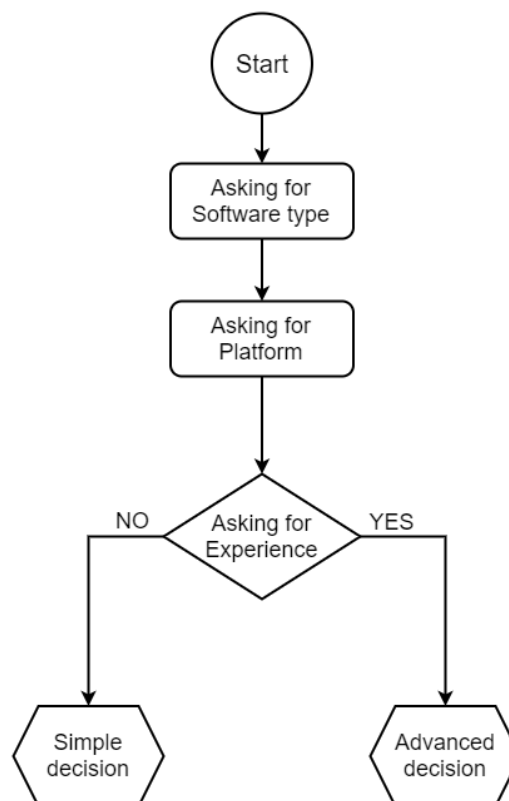 Start
Asking for
Software type
Asking for
Platform
NO
Asking for
Experience
YES
Simple
decision
Advanced
decision